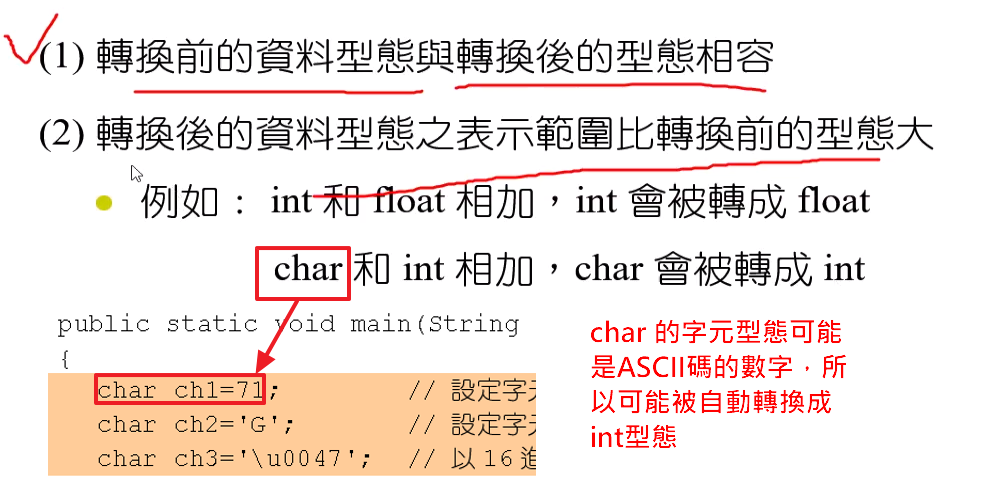 (1) 轉換前的資料型態與轉換後的型態相容
(2) 轉換後的資料型態之表示範圍比轉換前的型態大
例如： int 和 float 相加，int 會被轉成 float
char 和 int 相加，char 會被轉成 int
public static void main(String
{
char ch1=71; // 設定字元
char ch2='G'; // 設定字元
char ch3='\u0047'; // 以 16 進
char 的字元型態可能
是ASCII碼的數字，所
以可能被自動轉換成
int型態